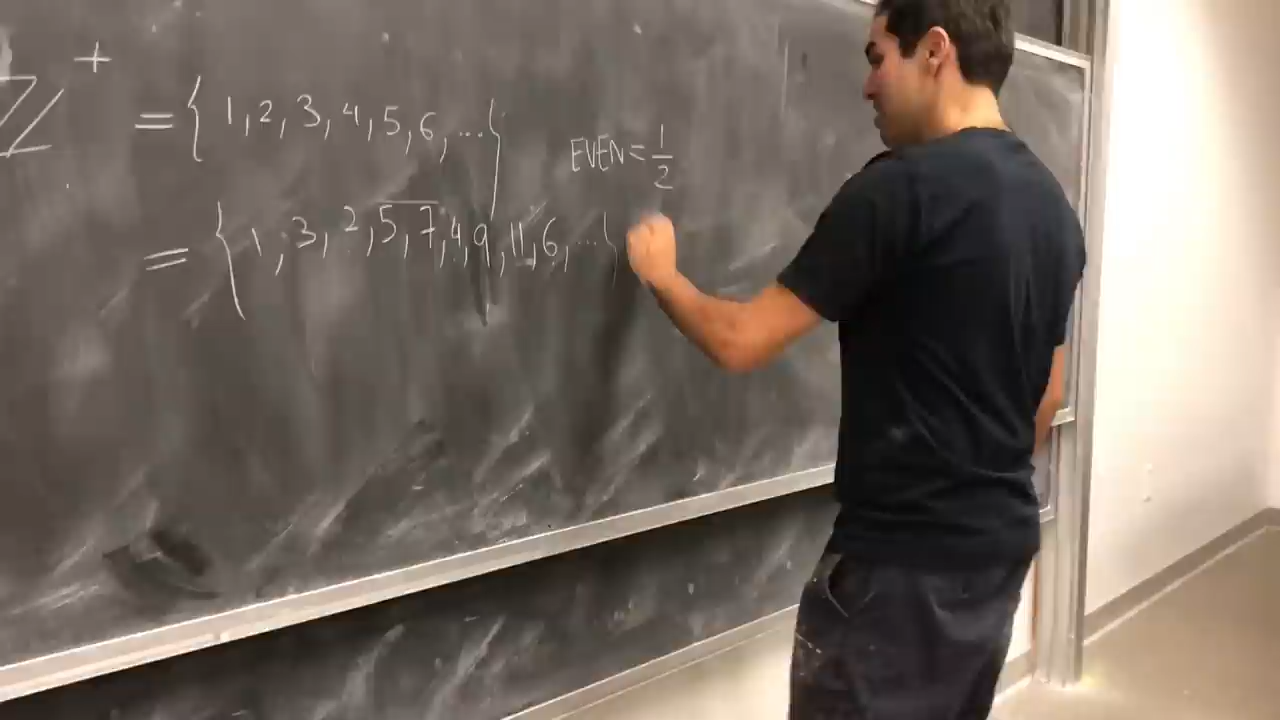 ℤ⁺ = { 1, 2, 3, 4, 5, 6, ... }
EVEN = 1/2
= { 1, 3, 2, 5, 7, 4, 9, 11, 6, ... }